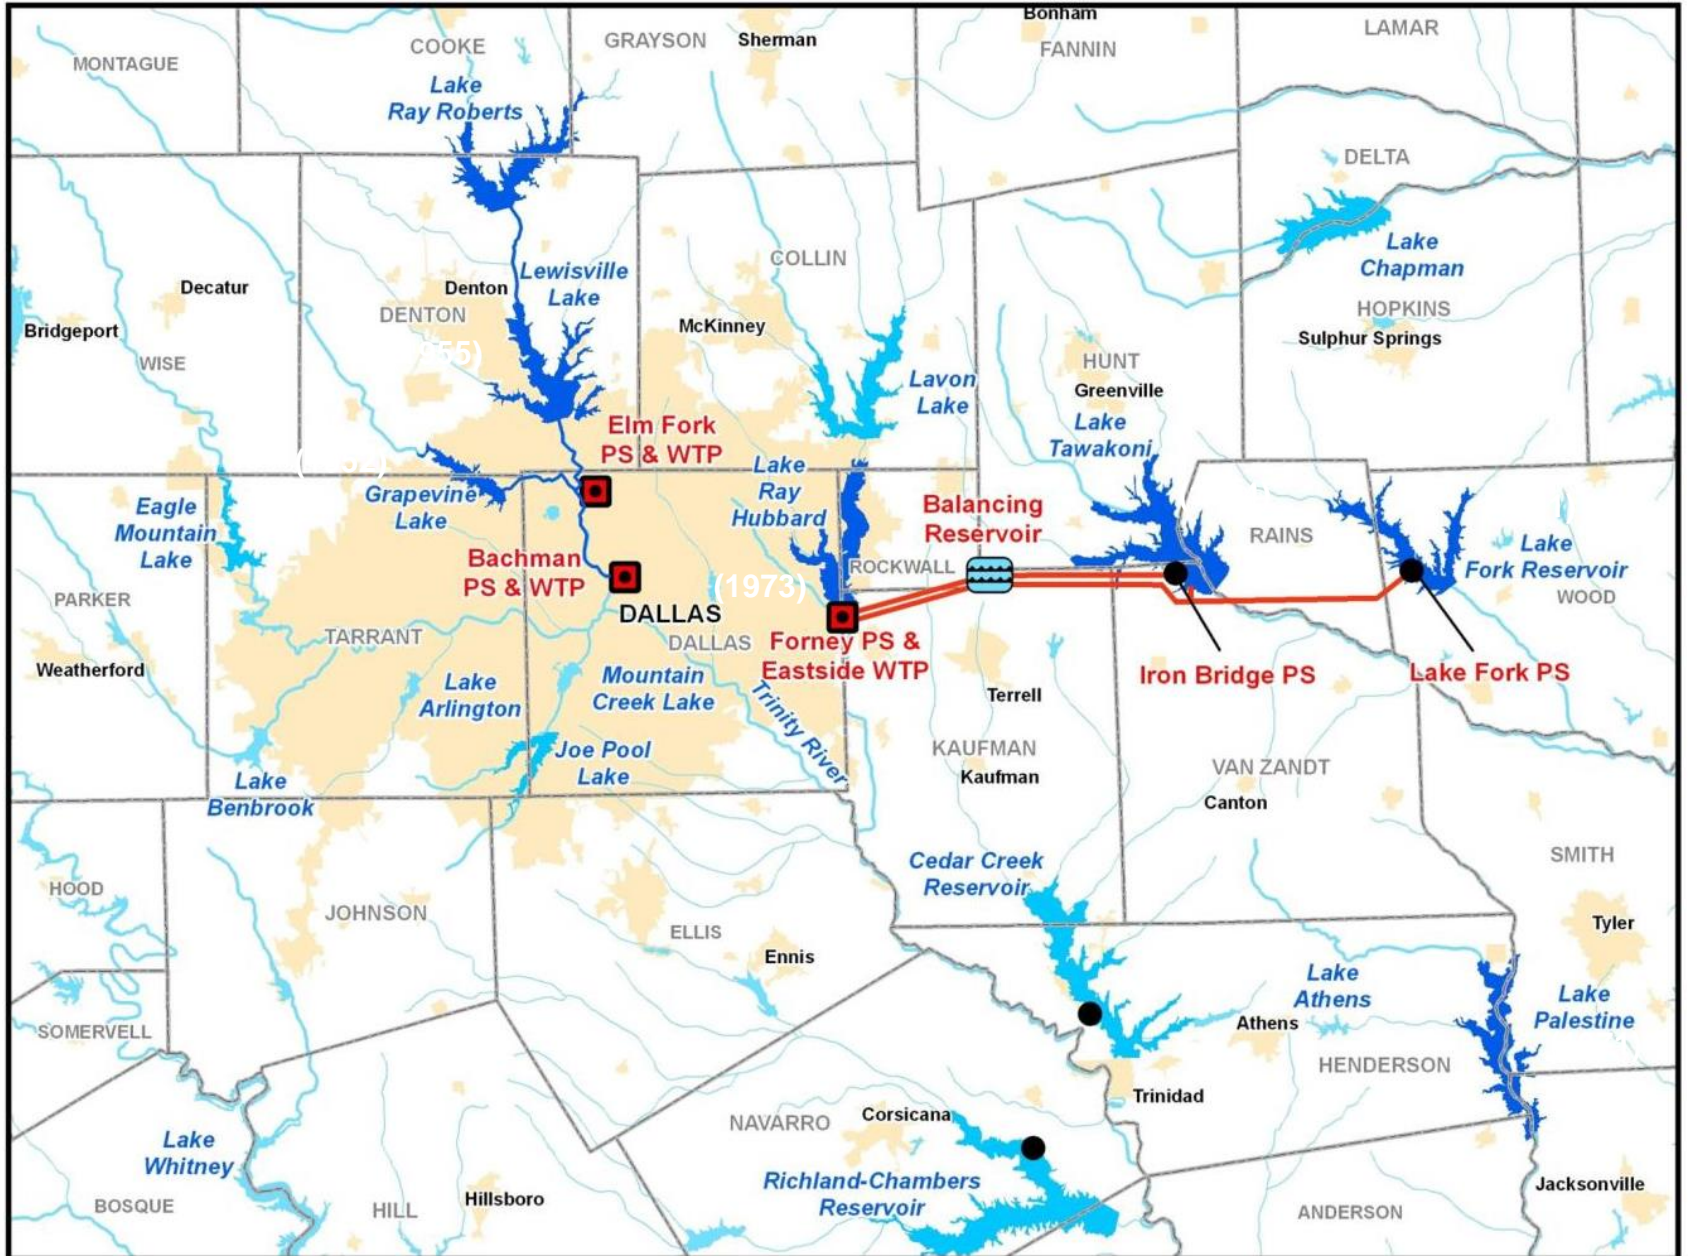 Bonham
LAMAR
COOKE
GRAYSON
Sherman
FANNIN
MONTAGUE
Lake
Ray Roberts
DELTA
Lake
Chapman
COLLIN
Lewisville
Lake
Decatur
Denton
DENTON
HOPKINS
Sulphur Springs
Bridgeport
McKinney
WISE
55)
HUNT
Greenville
Lavon
Lake
Lake
Tawakoni
Elm Fork
PS & WTP
Lake
Ray
Hubbard
Grapevine
Lake
Eagle
Mountain
Lake
Balancing
Reservoir
RAINS
Lake
Fork Reservoir
WOOD
Bachman
PS & WTP
(1973)
ROCKWALL
PARKER
DALLAS
TARRANT
DALLAS
Forney PS &
Eastside WTP
Weatherford
Iron Bridge PS
Lake Fork PS
Lake
Arlington
Mountain
Creek Lake
Trinity River
Terrell
KAUFMAN
Kaufman
VAN ZANDT
Canton
Joe Pool
Lake
Lake
Benbrook
Cedar Creek
Reservoir
SMITH
HOOD
JOHNSON
ELLIS
Ennis
Tyler
Lake
Athens
Athens
Lake
Palestine
SOMERVELL
HENDERSON
Trinidad
NAVARRO
Corsicana
Lake
Whitney
Richland-Chambers
Reservoir
Jacksonville
BOSQUE
HILL
Hillsboro
ANDERSON